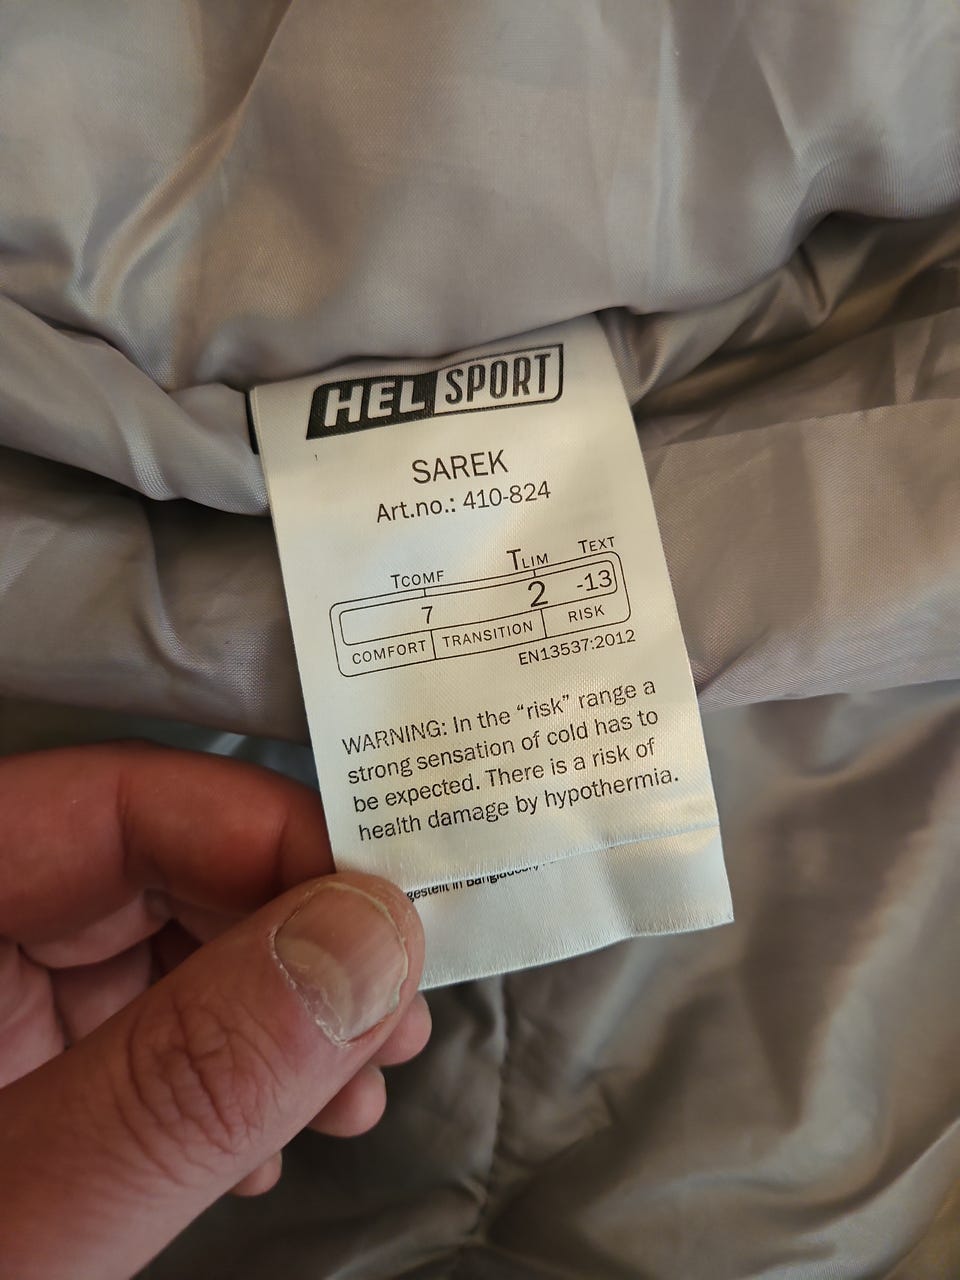 HEL SPORT
SAREK
Art.no.: 410-824
TCOMF TLIM TEXT
7 2 -13
COMFORT TRANSITION RISK
EN13537:2012
WARNING: In the “risk” range a
strong sensation of cold has to
be expected. There is a risk of
health damage by hypothermia.